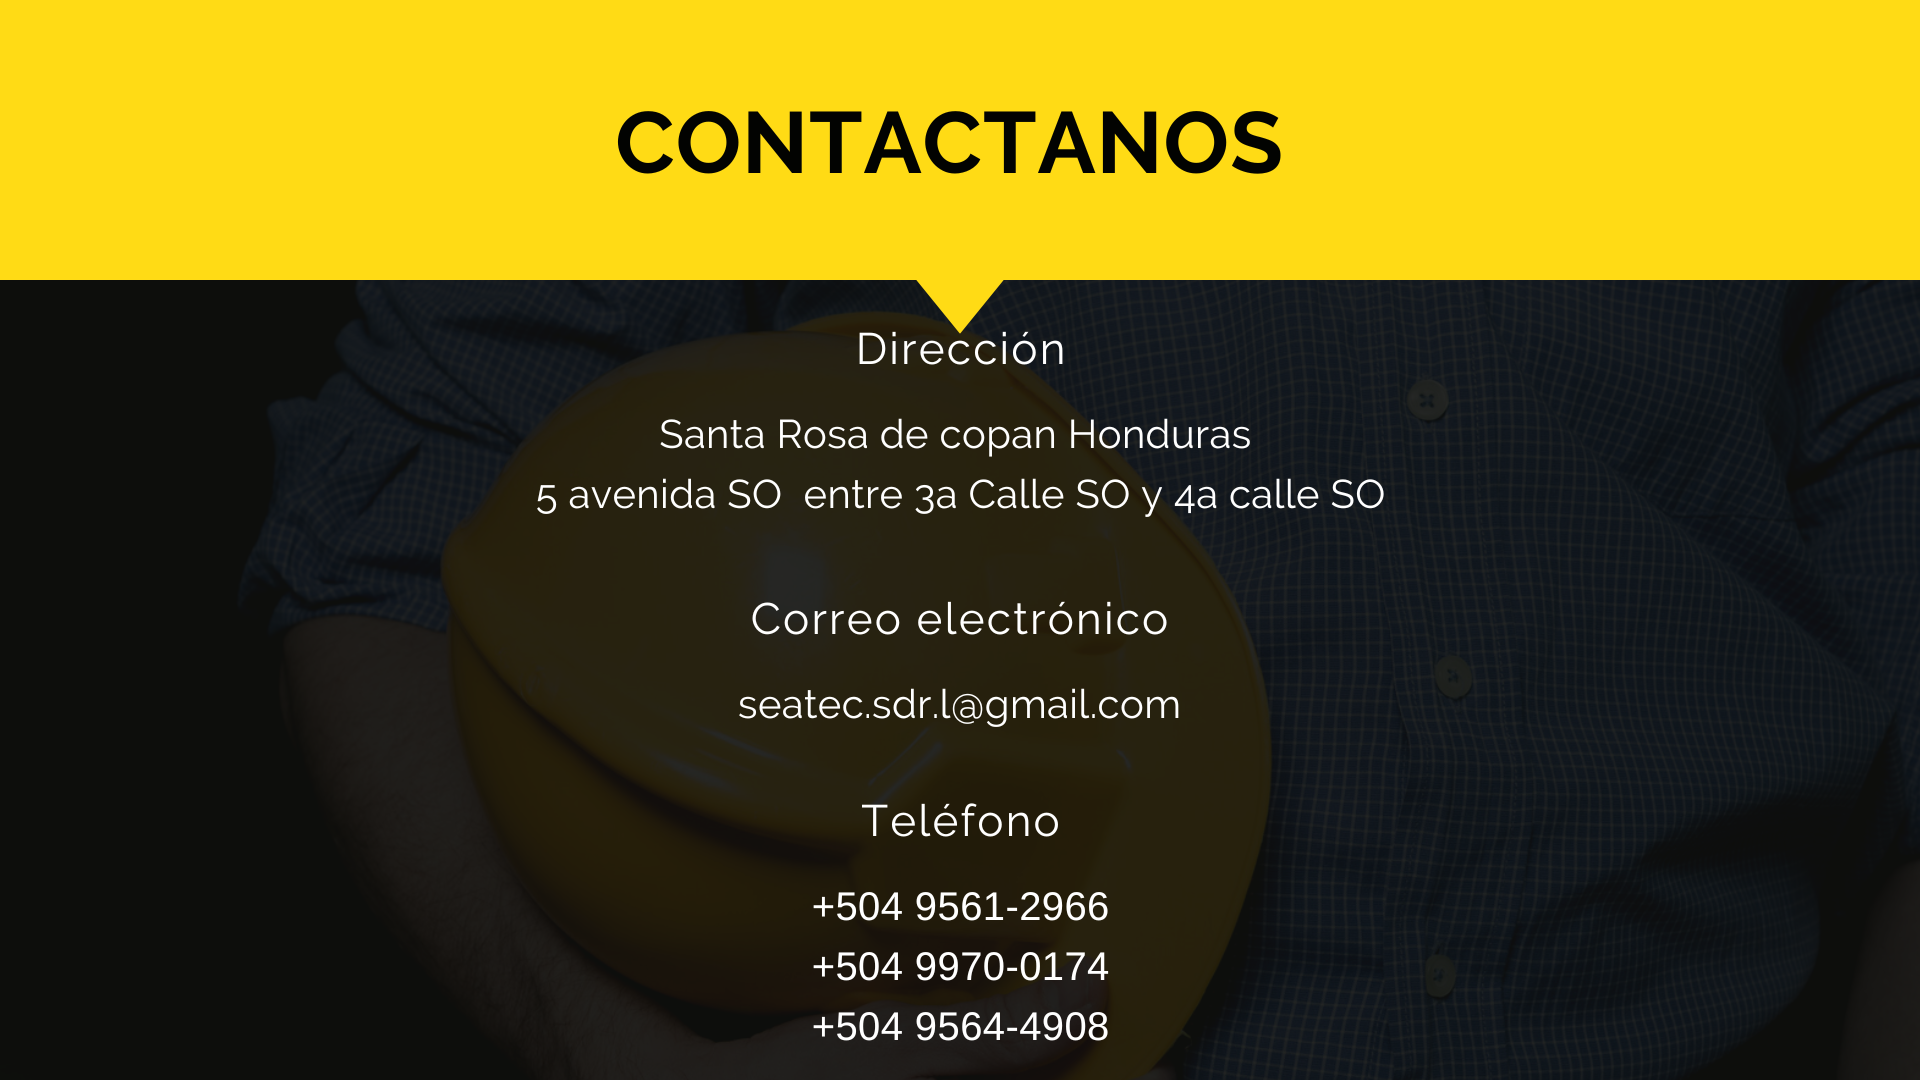 CONTACTANOS
Dirección
Santa Rosa de copan Honduras
5 avenida SO  entre 3a Calle SO y 4a calle SO
Correo electrónico
seatec.sdr.l@gmail.com
Teléfono
+504 9561-2966
+504 9970-0174
+504 9564-4908